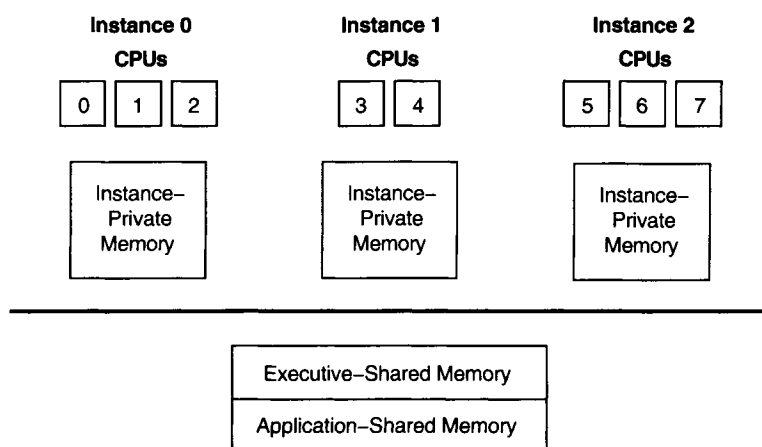 Instance 0
Instance 1
Instance 2
CPUs
CPUs
CPUs
0 1 2
3 4
5 6 7
Instance–
Private
Memory
Instance–
Private
Memory
Instance–
Private
Memory
Executive–Shared Memory
Application–Shared Memory